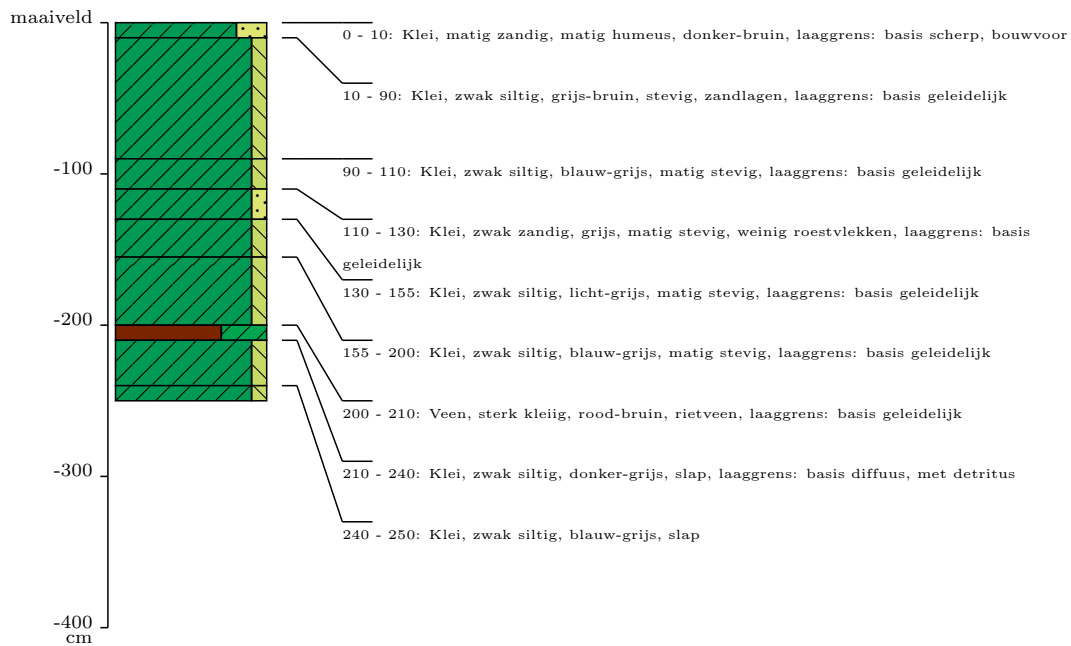 maaiveld
0 - 10: Klei, matig zandig, matig humeus, donker-bruin, laaggrens: basis scherp, bouwvoor
10 - 90: Klei, zwak siltig, grijs-bruin, stevig, zandlagen, laaggrens: basis geleidelijk
-100
90 - 110: Klei, zwak siltig, blauw-grijs, matig stevig, laaggrens: basis geleidelijk
110 - 130: Klei, zwak zandig, grijs, matig stevig, weinig roestvlekken, laaggrens: basis
geleidelijk
130 - 155: Klei, zwak siltig, licht-grijs, matig stevig, laaggrens: basis geleidelijk
-200
155 - 200: Klei, zwak siltig, blauw-grijs, matig stevig, laaggrens: basis geleidelijk
200 - 210: Veen, sterk kleiig, rood-bruin, rietveen, laaggrens: basis geleidelijk
-300
210 - 240: Klei, zwak siltig, donker-grijs, slap, laaggrens: basis diffuus, met detritus
240 - 250: Klei, zwak siltig, blauw-grijs, slap
-400
cm